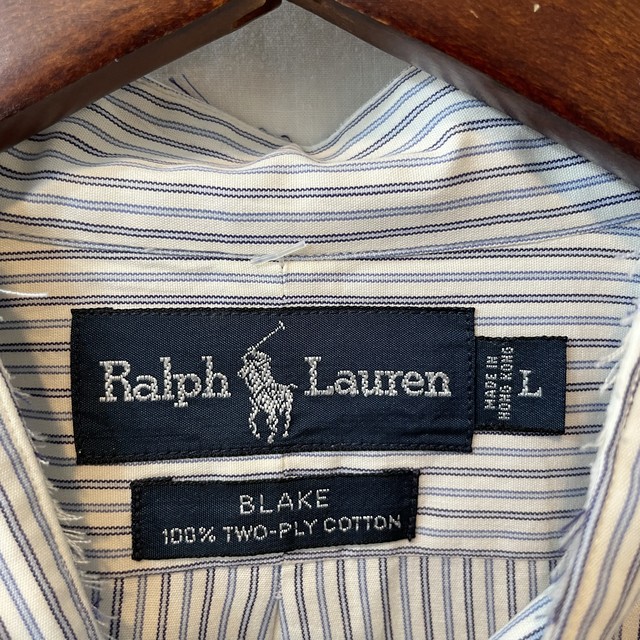 Ralph Lauren
MADE IN
HONG KONG
L
BLAKE
100% TWO-PLY COTTON